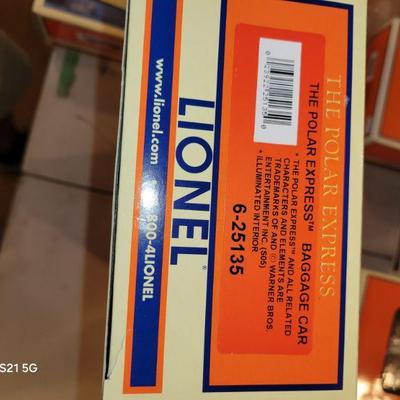 THE POLAR EXPRESS
THE POLAR EXPRESS™ BAGGAGE CAR
* THE POLAR EXPRESS™ AND ALL RELATED
CHARACTERS AND ELEMENTS ARE
TRADEMARKS OF AND © WARNER BROS.
ENTERTAINMENT INC. (S05)
* ILLUMINATED INTERIOR
6-25135
LIONEL®
www.lionel.com
800-4LIONEL
S21 5G